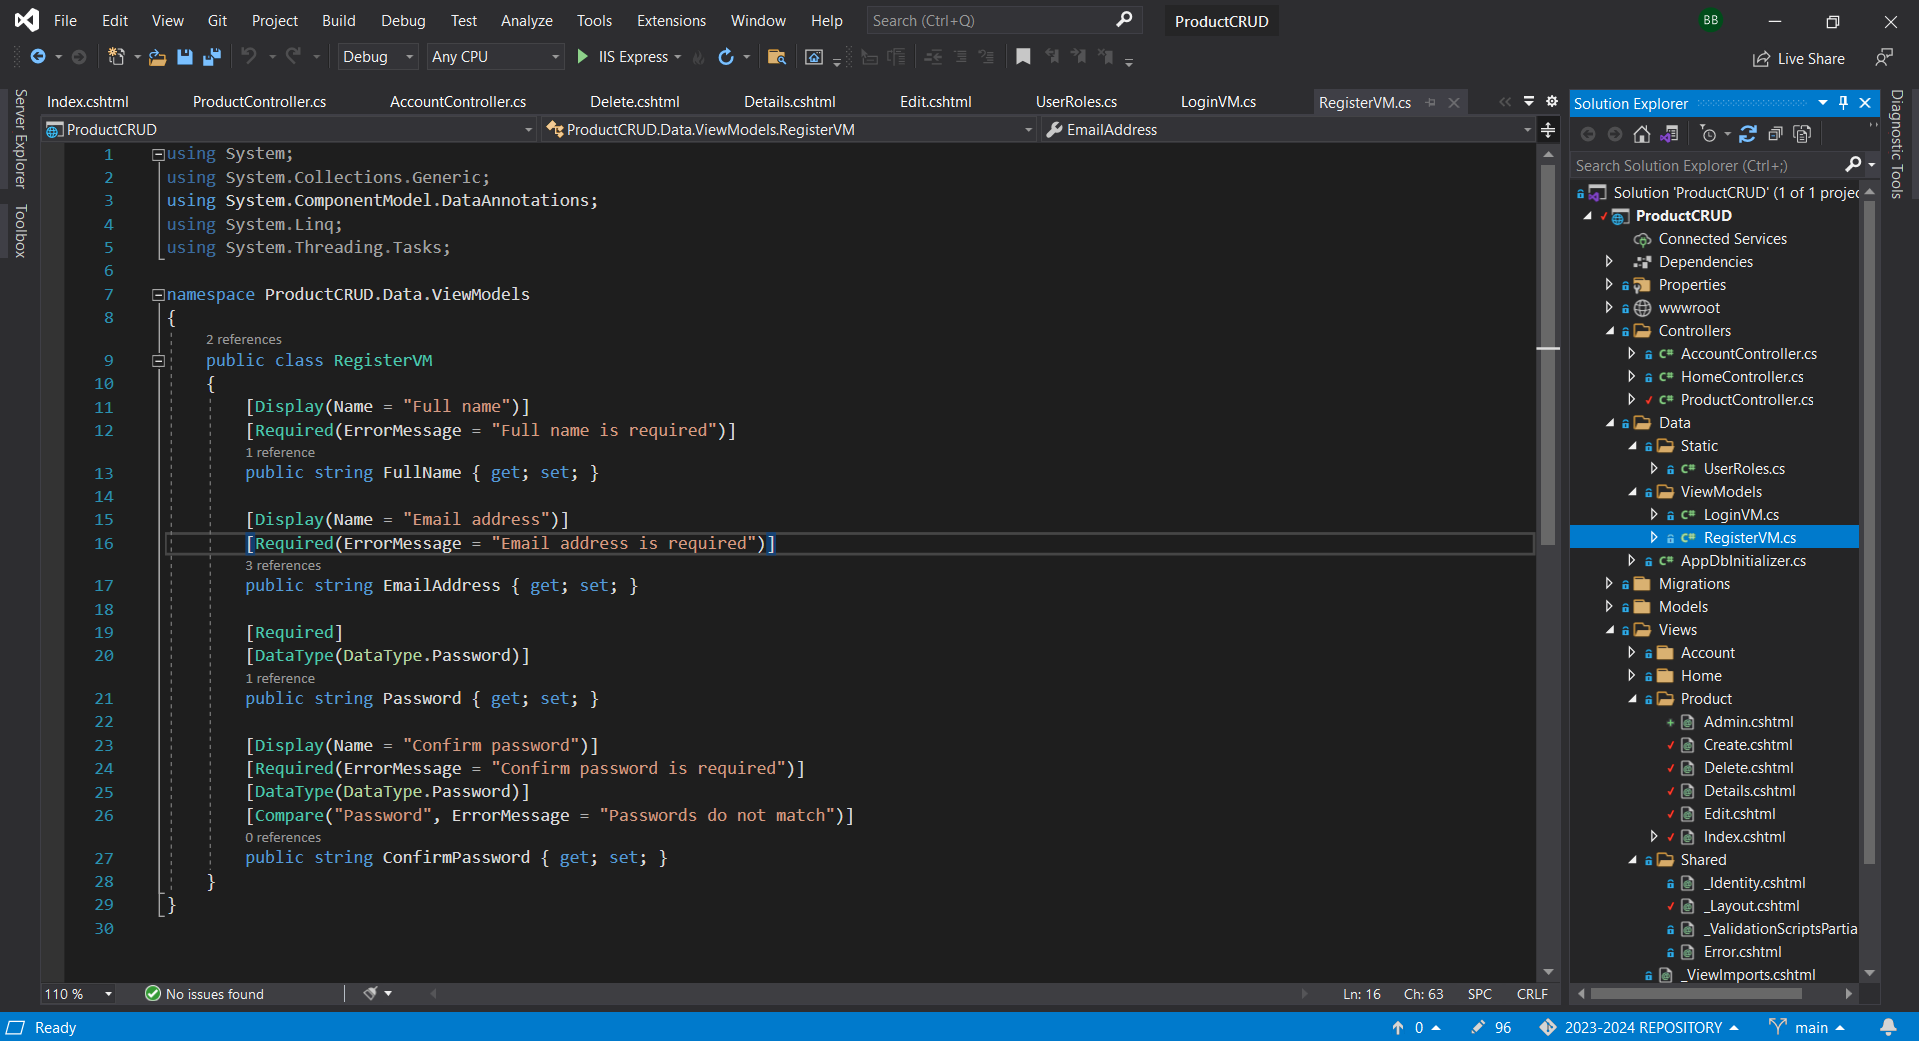 File Edit View Git Project Build Debug Test Analyze Tools Extensions Window Help Search (Ctrl+Q) ProductCRUD BB
Debug Any CPU IIS Express Live Share
Index.cshtml ProductController.cs AccountController.cs Delete.cshtml Details.cshtml Edit.cshtml UserRoles.cs LoginVM.cs RegisterVM.cs
ProductCRUD ProductCRUD.Data.ViewModels.RegisterVM EmailAddress
Server Explorer
Toolbox
1 using System;
2 using System.Collections.Generic;
3 using System.ComponentModel.DataAnnotations;
4 using System.Linq;
5 using System.Threading.Tasks;
6
7 namespace ProductCRUD.Data.ViewModels
8 {
2 references
9 public class RegisterVM
10 {
11 [Display(Name = "Full name")]
12 [Required(ErrorMessage = "Full name is required")]
1 reference
13 public string FullName { get; set; }
14
15 [Display(Name = "Email address")]
16 [Required(ErrorMessage = "Email address is required")]
3 references
17 public string EmailAddress { get; set; }
18
19 [Required]
20 [DataType(DataType.Password)]
1 reference
21 public string Password { get; set; }
22
23 [Display(Name = "Confirm password")]
24 [Required(ErrorMessage = "Confirm password is required")]
25 [DataType(DataType.Password)]
26 [Compare("Password", ErrorMessage = "Passwords do not match")]
0 references
27 public string ConfirmPassword { get; set; }
28 }
29 }
30
110 % No issues found Ln: 16 Ch: 63 SPC CRLF
Solution Explorer
Search Solution Explorer (Ctrl+;)
Solution 'ProductCRUD' (1 of 1 projec
ProductCRUD
Connected Services
Dependencies
Properties
wwwroot
Controllers
C# AccountController.cs
C# HomeController.cs
C# ProductController.cs
Data
Static
C# UserRoles.cs
ViewModels
C# LoginVM.cs
C# RegisterVM.cs
C# AppDbInitializer.cs
Migrations
Models
Views
Account
Home
Product
Admin.cshtml
Create.cshtml
Delete.cshtml
Details.cshtml
Edit.cshtml
Index.cshtml
Shared
_Identity.cshtml
_Layout.cshtml
_ValidationScriptsPartia
Error.cshtml
_ViewImports.cshtml
Diagnostic Tools
Ready 0 96 2023-2024 REPOSITORY main